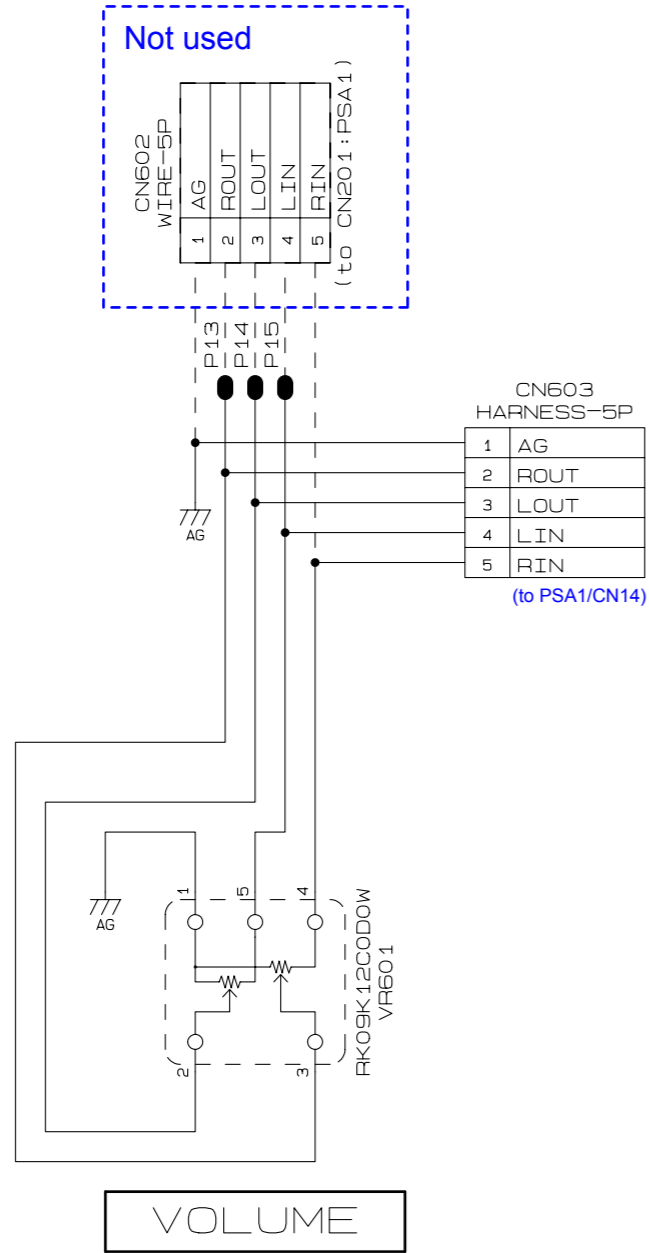 Not used
CN602
WIRE-5P
1 AG
2 ROUT
3 LOUT
4 LIN
5 RIN
(to CN201:PSA1)
P13
P14
P15
CN603
HARNESS-5P
1 AG
2 ROUT
3 LOUT
4 LIN
5 RIN
(to PSA1/CN14)
AG
AG
1
5
4
2
3
RK09K12C0D0W
VR601
VOLUME